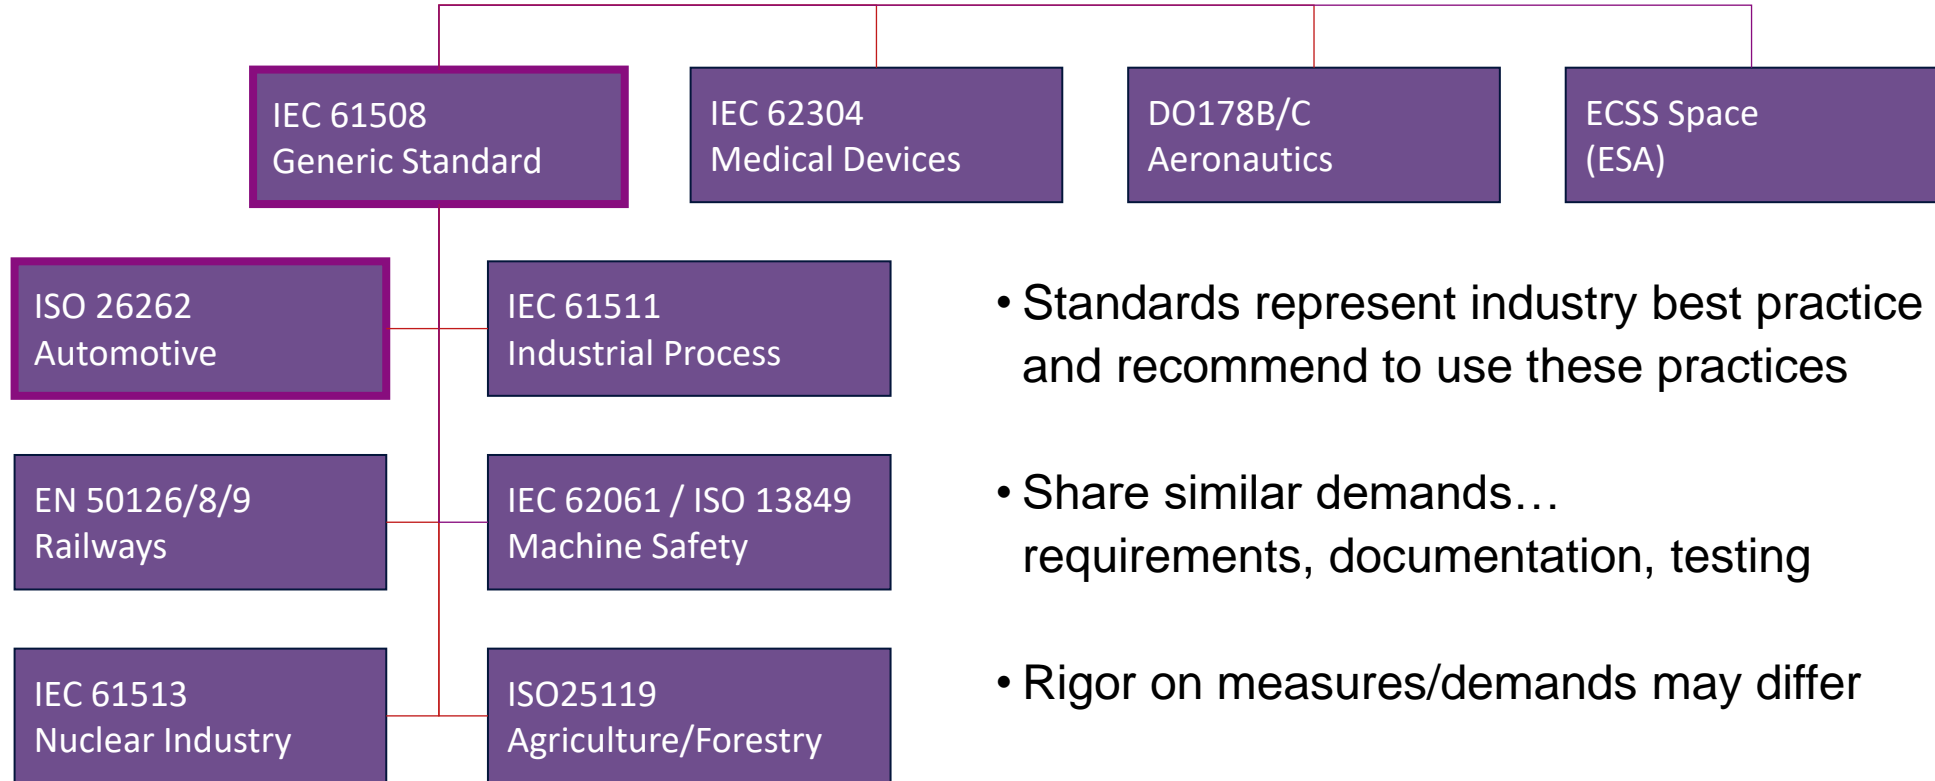 IEC 61508
Generic Standard
IEC 62304
Medical Devices
DO178B/C
Aeronautics
ECSS Space
(ESA)
ISO 26262
Automotive
IEC 61511
Industrial Process
EN 50126/8/9
Railways
IEC 62061 / ISO 13849
Machine Safety
IEC 61513
Nuclear Industry
ISO25119
Agriculture/Forestry
• Standards represent industry best practice
and recommend to use these practices
• Share similar demands…
requirements, documentation, testing
• Rigor on measures/demands may differ